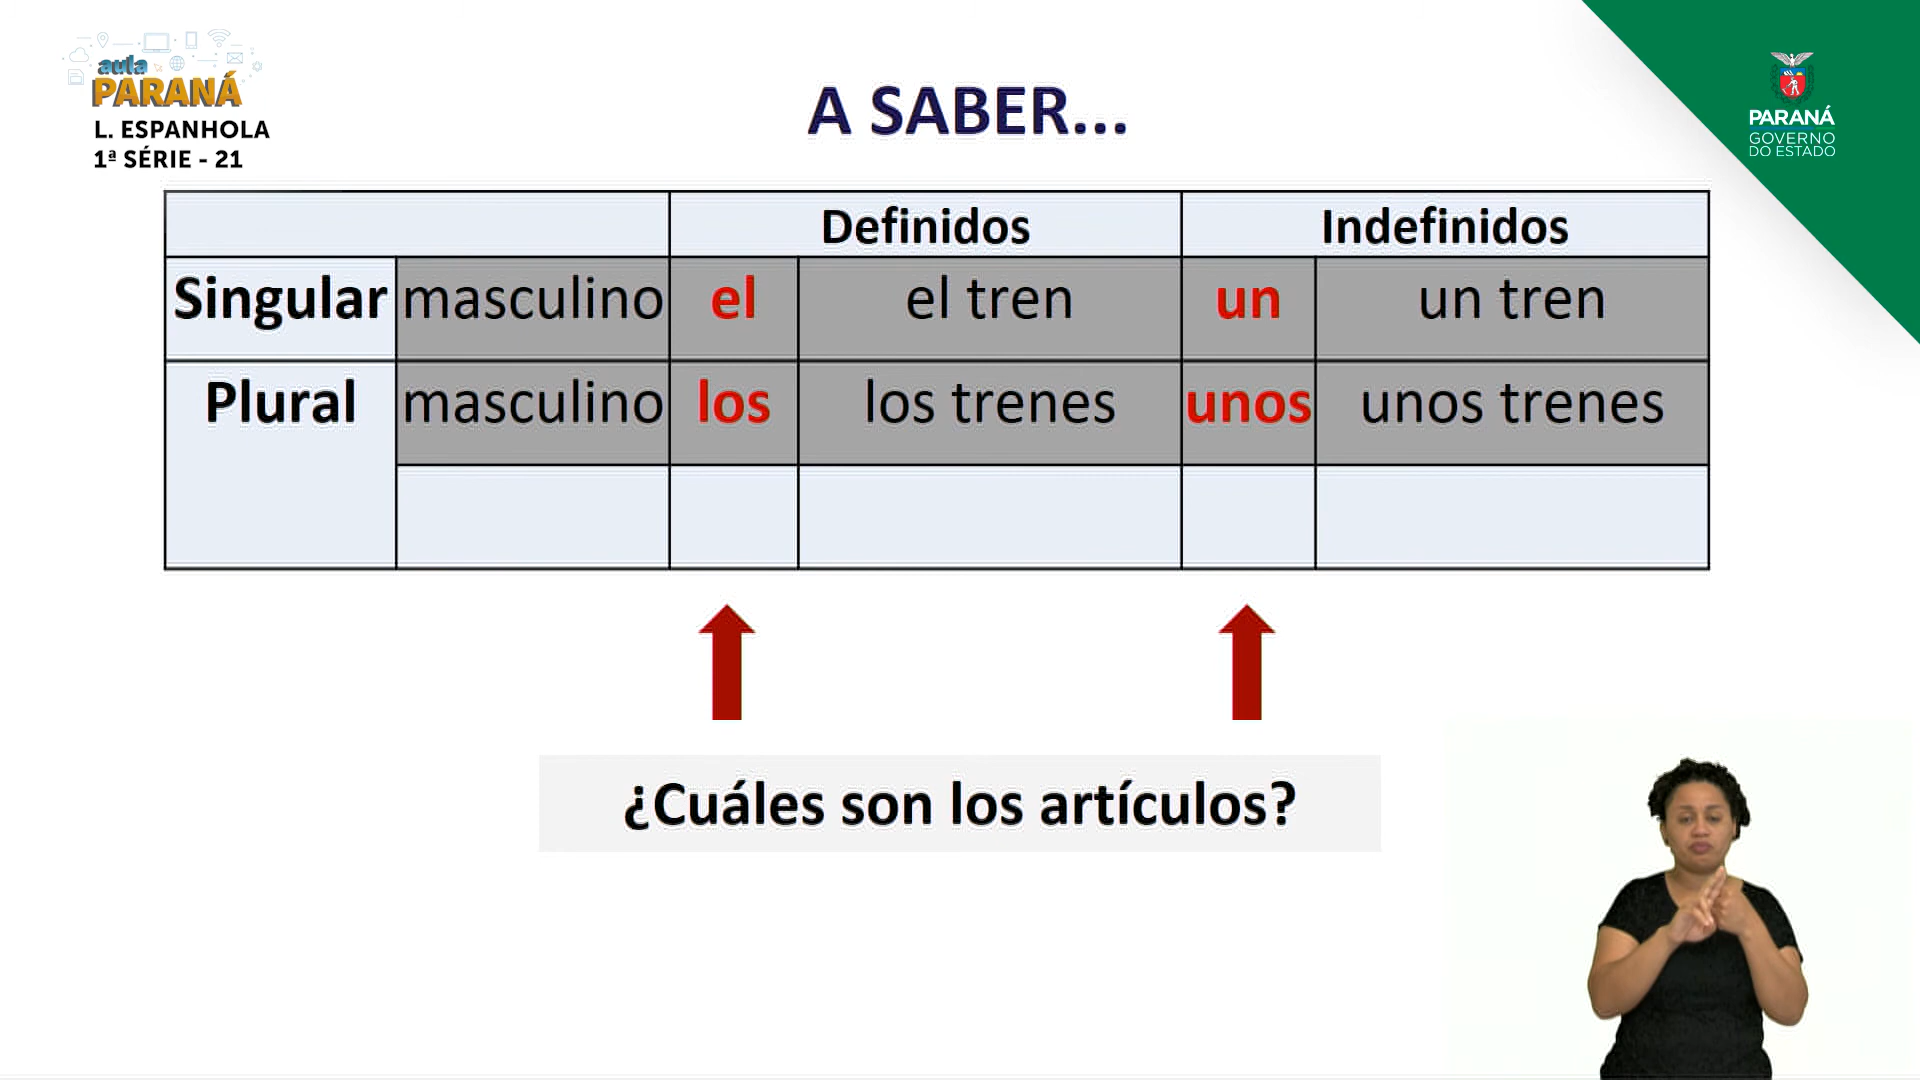 aula
PARANÁ
L. ESPANHOLA
1ª SÉRIE - 21
A SABER...
PARANÁ
GOVERNO
DO ESTADO
Definidos Indefinidos
Singular masculino el el tren un un tren
Plural masculino los los trenes unos unos trenes
¿Cuáles son los artículos?